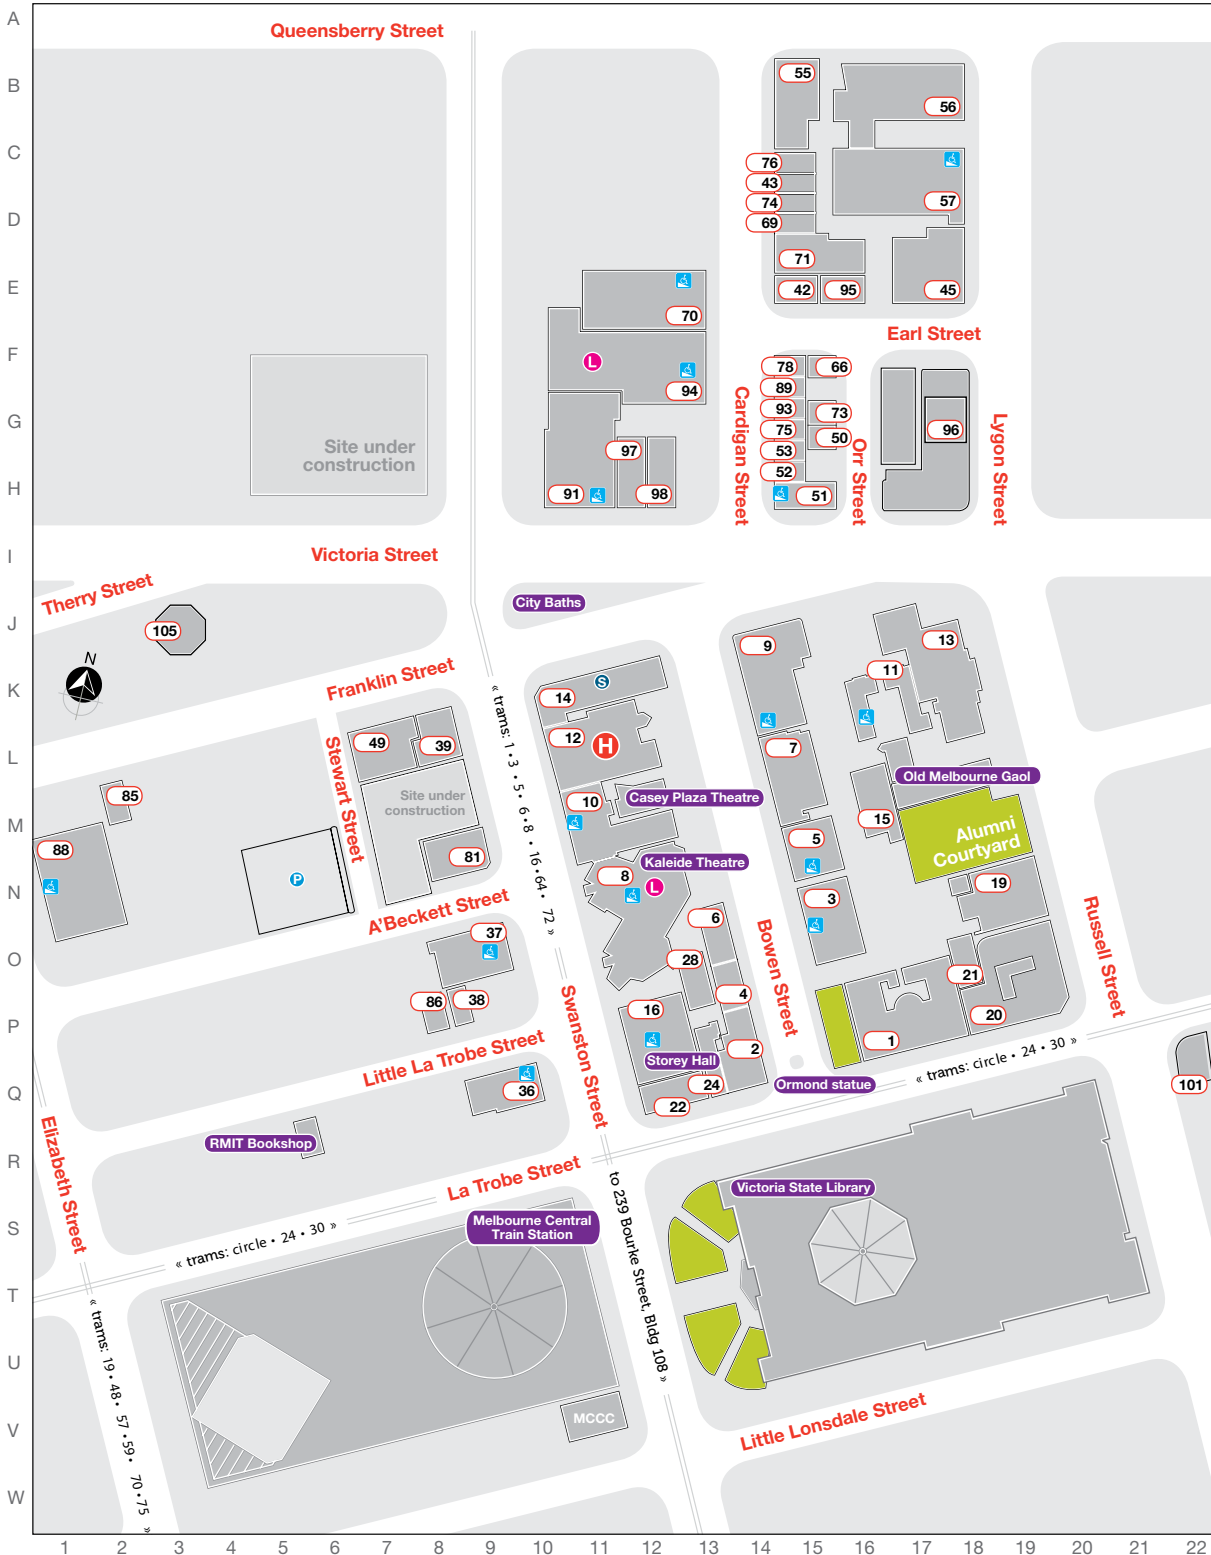 A
Queensberry Street
B
55
56
C
76
43
57
D
74
69
71
E
42
95
45
70
Earl Street
F
L
78
66
94
89
Cardigan Street
93
73
G
Lygon Street
75
50
96
Orr Street
Site under
construction
97
53
52
H
91
98
51
I
Victoria Street
Therry Street
City Baths
J
105
9
13
N
Franklin Street
11
K
S
14
49
39
12
H
7
L
Stewart Street
« trams: 1 • 3 • 5 • 6 • 8 • 16 • 64 • 72 »
Old Melbourne Gaol
85
Site under
construction
10
Casey Plaza Theatre
M
15
Alumni
Courtyard
88
81
5
Kaleide Theatre
N
P
8
L
3
19
A'Beckett Street
6
Russell Street
37
Bowen Street
O
28
21
86
38
4
16
20
P
Swanston Street
1
Little La Trobe Street
Storey Hall
2
« trams: circle • 24 • 30 »
Q
36
24
Ormond statue
101
22
RMIT Bookshop
R
Elizabeth Street
La Trobe Street
Victoria State Library
S
Melbourne Central
Train Station
« trams: circle • 24 • 30 »
to 239 Bourke Street, Bldg 108 »
T
« trams: 19 • 48 • 57 • 59 • 70 • 75 »
U
V
MCCC
Little Lonsdale Street
W
1 2 3 4 5 6 7 8 9 10 11 12 13 14 15 16 17 18 19 20 21 22